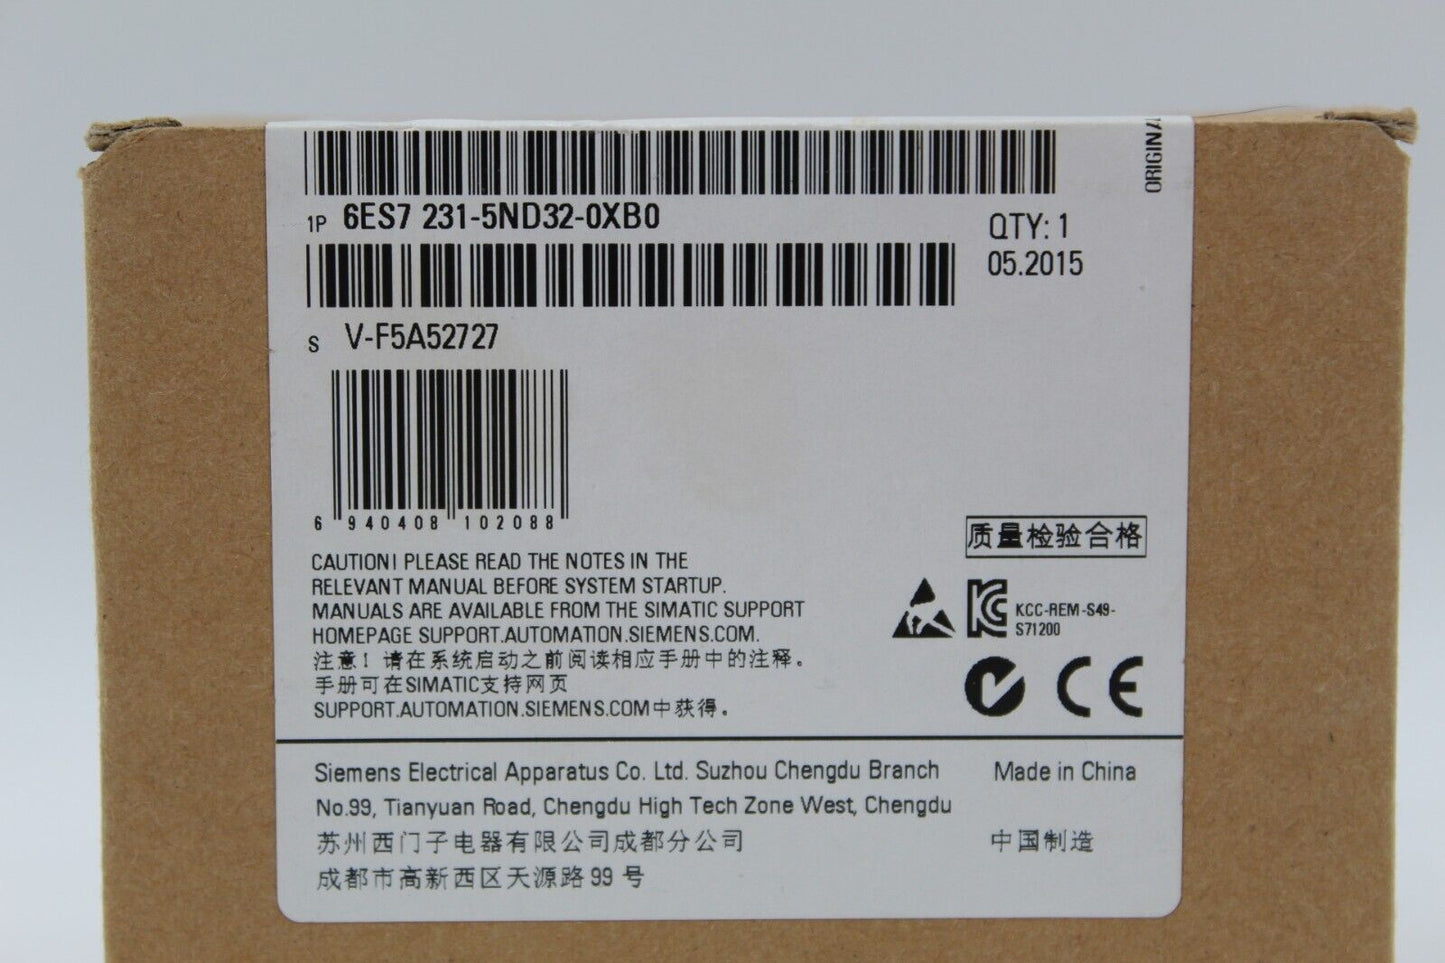 ORIGINA
1P 6ES7 231-5ND32-0XB0
QTY: 1
05.2015
S V-F5A52727
6 940408 102088
CAUTION! PLEASE READ THE NOTES IN THE
RELEVANT MANUAL BEFORE SYSTEM STARTUP.
MANUALS ARE AVAILABLE FROM THE SIMATIC SUPPORT
HOMEPAGE SUPPORT.AUTOMATION.SIEMENS.COM.
注意！请在系统启动之前阅读相应手册中的注释。
手册可在SIMATIC支持网页
SUPPORT.AUTOMATION.SIEMENS.COM中获得。
质量检验合格
KCC-REM-S49-
S71200
CE
Siemens Electrical Apparatus Co. Ltd. Suzhou Chengdu Branch
Made in China
No.99, Tianyuan Road, Chengdu High Tech Zone West, Chengdu
苏州西门子电器有限公司成都分公司
中国制造
成都市高新西区天源路 99 号